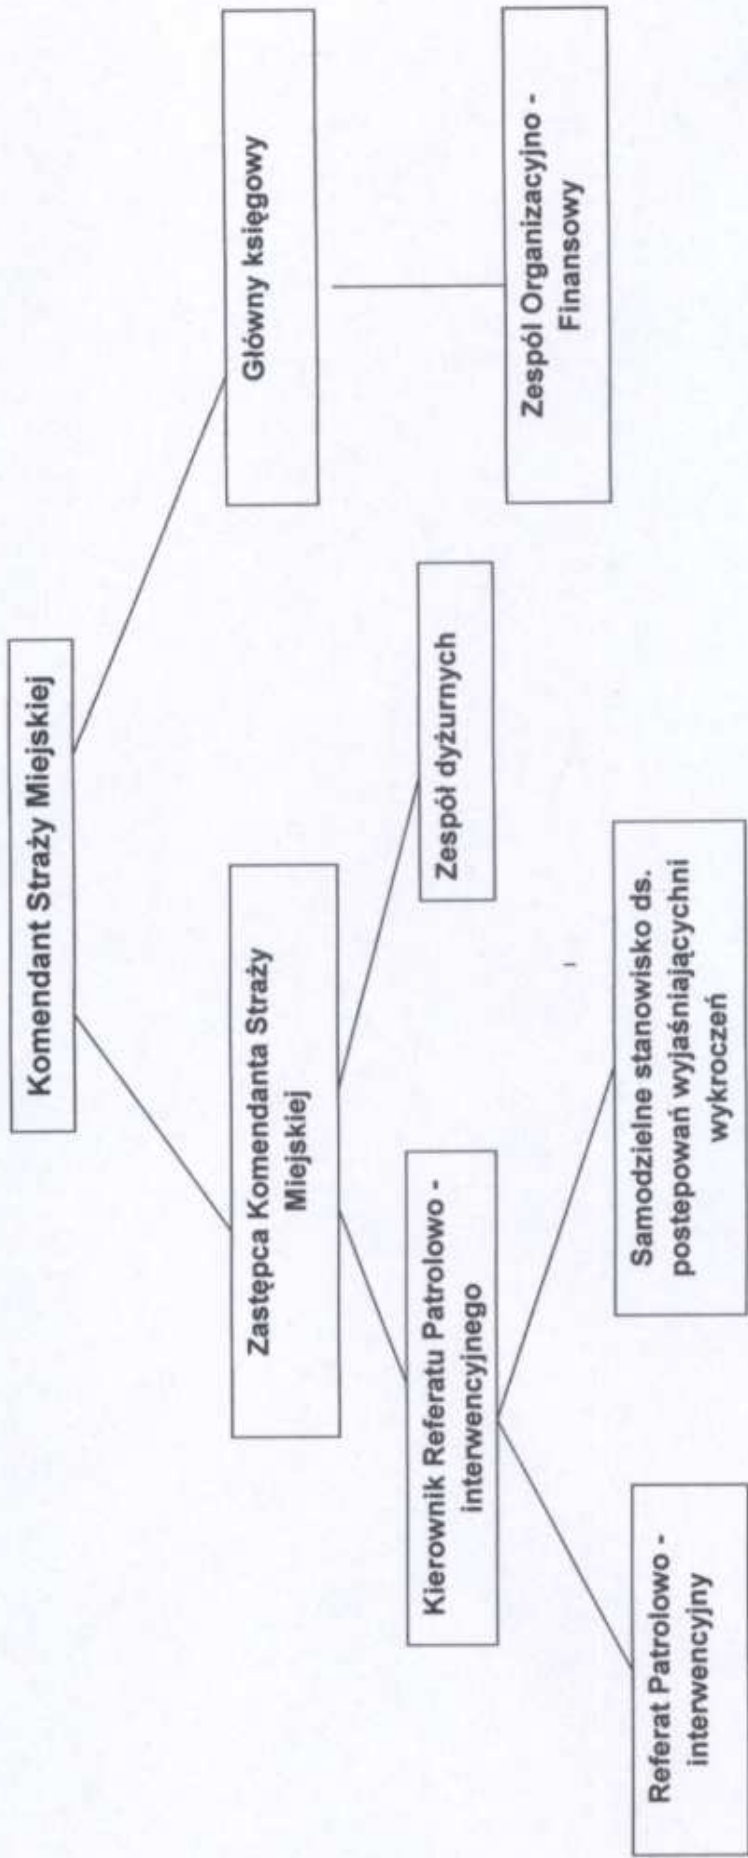 Komendant Straży Miejskiej
Zastępca Komendanta Straży
Miejskiej
Główny księgowy
Kierownik Referatu Patrolowo -
interwencyjnego
Zespół dyżurnych
Zespól Organizacyjno -
Finansowy
Referat Patrolowo -
interwencyjny
Samodzielne stanowisko ds.
postepowań wyjaśniającychni
wykroczeń